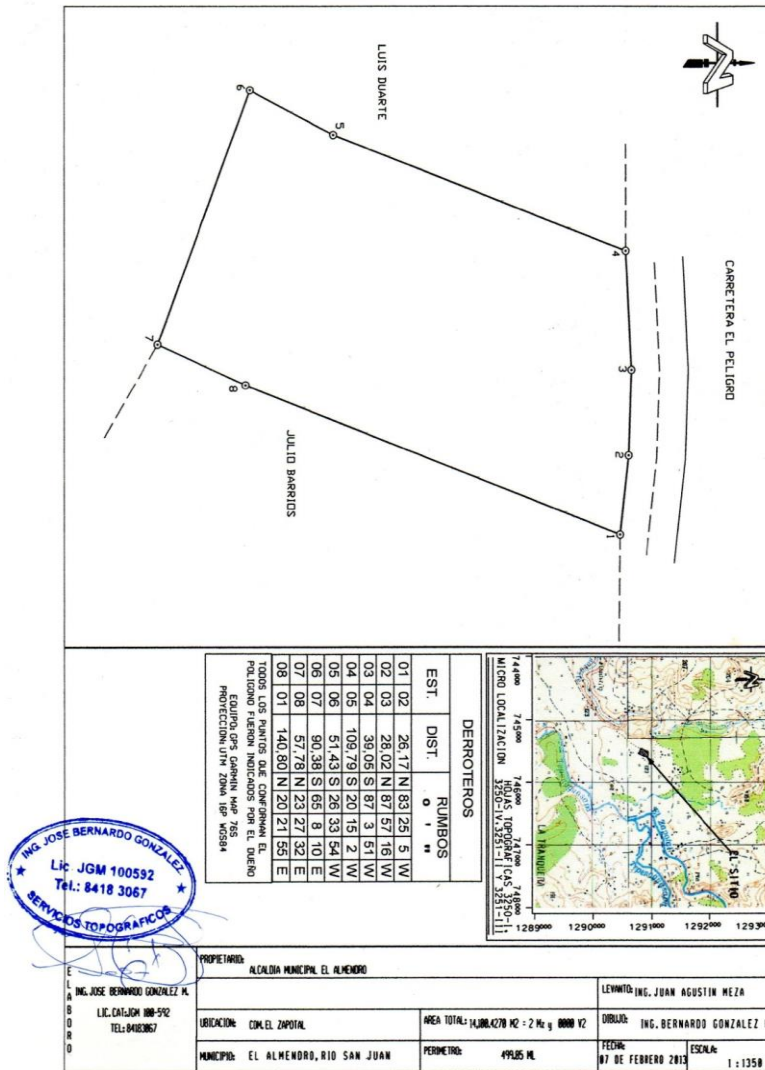 CARRETERA EL PELIGRO
LUIS DUARTE
JULIO BARRIOS
1
2
3
4
5
6
7
8
EL SITIO
LA TRANQUERA
744000 745000 746000 747000 748000
1289000 1290000 1291000 1292000
MICRO LOCALIZACION
HOJAS TOPOGRAFICAS 3250-I,
3250-IV,3251-II Y 3251-III
DERROTEROS
EST. DIST. RUMBOS
o ' "
01 02 26,17 N 83 25 5 W
02 03 28,02 N 87 57 16 W
03 04 39,05 S 87 3 51 W
04 05 109,79 S 20 15 2 W
05 06 51,43 S 26 33 54 W
06 07 90,38 S 65 8 10 E
07 08 57,78 N 23 27 32 E
08 01 140,80 N 20 21 55 E
TODOS LOS PUNTOS QUE CONFORMAN EL
POLIGONO FUERON INDICADOS POR EL DUEÑO
EQUIPO: GPS GARMIN MAP 76S
PROYECCION: UTM ZONA 16P WGS84
ING. JOSE BERNARDO GONZALEZ
Lic. JGM 100592
Tel.: 8418 3067
SERVICIOS TOPOGRAFICOS
ELABORO
ING. JOSE BERNARDO GONZALEZ M.
LIC.CAT:JGM 100-592
TEL: 84183067
PROPIETARIO:
ALCALDIA MUNICIPAL EL ALMENDRO
LEVANTO: ING. JUAN AGUSTIN MEZA
UBICACION: COM. EL ZAPOTAL
AREA TOTAL: 14,100.4270 M2 = 2 Mz y 0000 V2
DIBUJO: ING. BERNARDO GONZALEZ
MUNICIPIO: EL ALMENDRO, RIO SAN JUAN
PERIMETRO: 499.85 ML
FECHA:
07 DE FEBRERO 2013
ESCALA:
1 : 1350